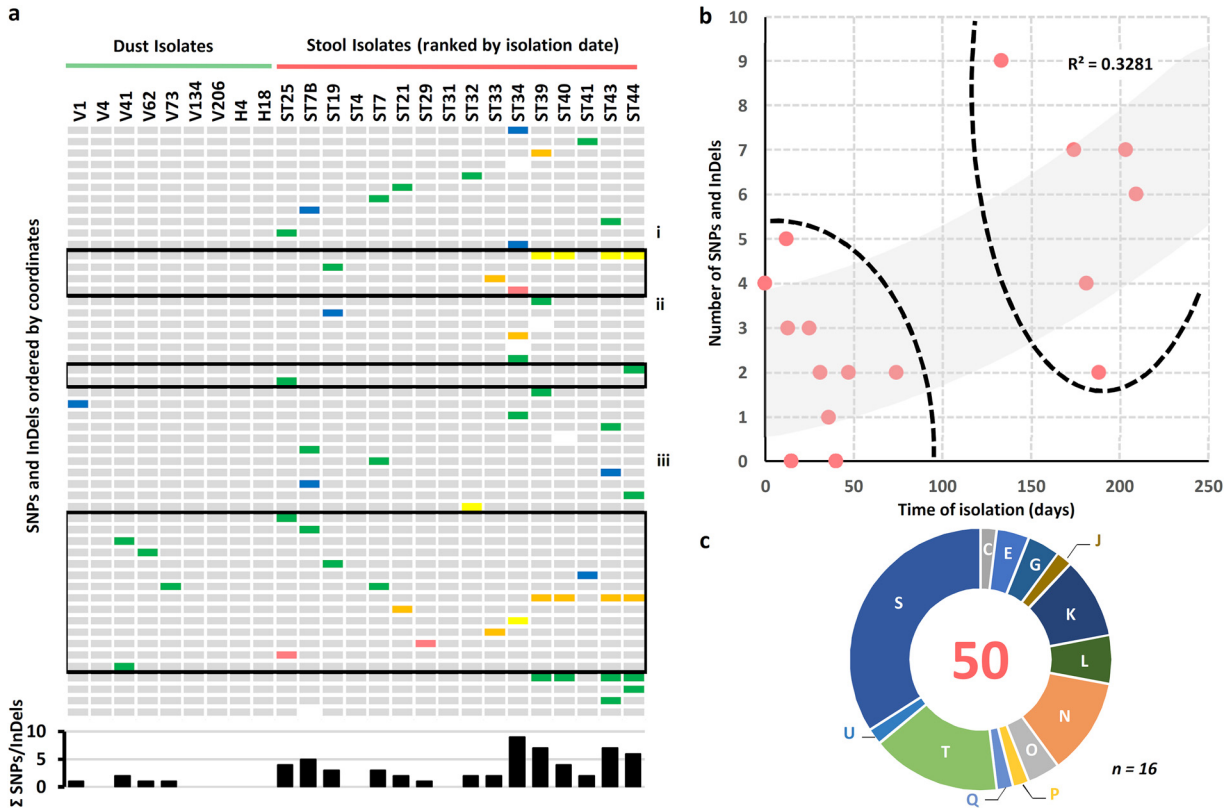 a
Dust Isolates
Stool Isolates (ranked by isolation date)
V1 V4 V41 V62 V73 V134 V206 H4 H18 ST25 ST7B ST19 ST4 ST7 ST21 ST29 ST31 ST32 ST33 ST34 ST39 ST40 ST41 ST43 ST44
SNPs and InDels ordered by coordinates
i
ii
iii
Σ SNPs/InDels
10
5
0
b
R² = 0.3281
Number of SNPs and InDels
10
9
8
7
6
5
4
3
2
1
0
0 50 100 150 200 250
Time of isolation (days)
c
C
E
G
J
K
L
N
O
P
Q
T
U
S
50
n = 16